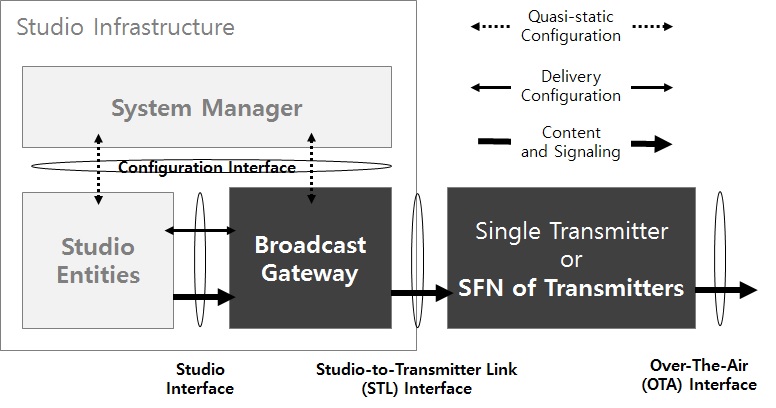 Studio Infrastructure
Quasi-static
Configuration
System Manager
Delivery
Configuration
Content
and Signaling
Configuration Interface
Studio
Entities
Broadcast
Gateway
Single Transmitter
or
SFN of Transmitters
Studio
Interface
Studio-to-Transmitter Link
(STL) Interface
Over-The-Air
(OTA) Interface